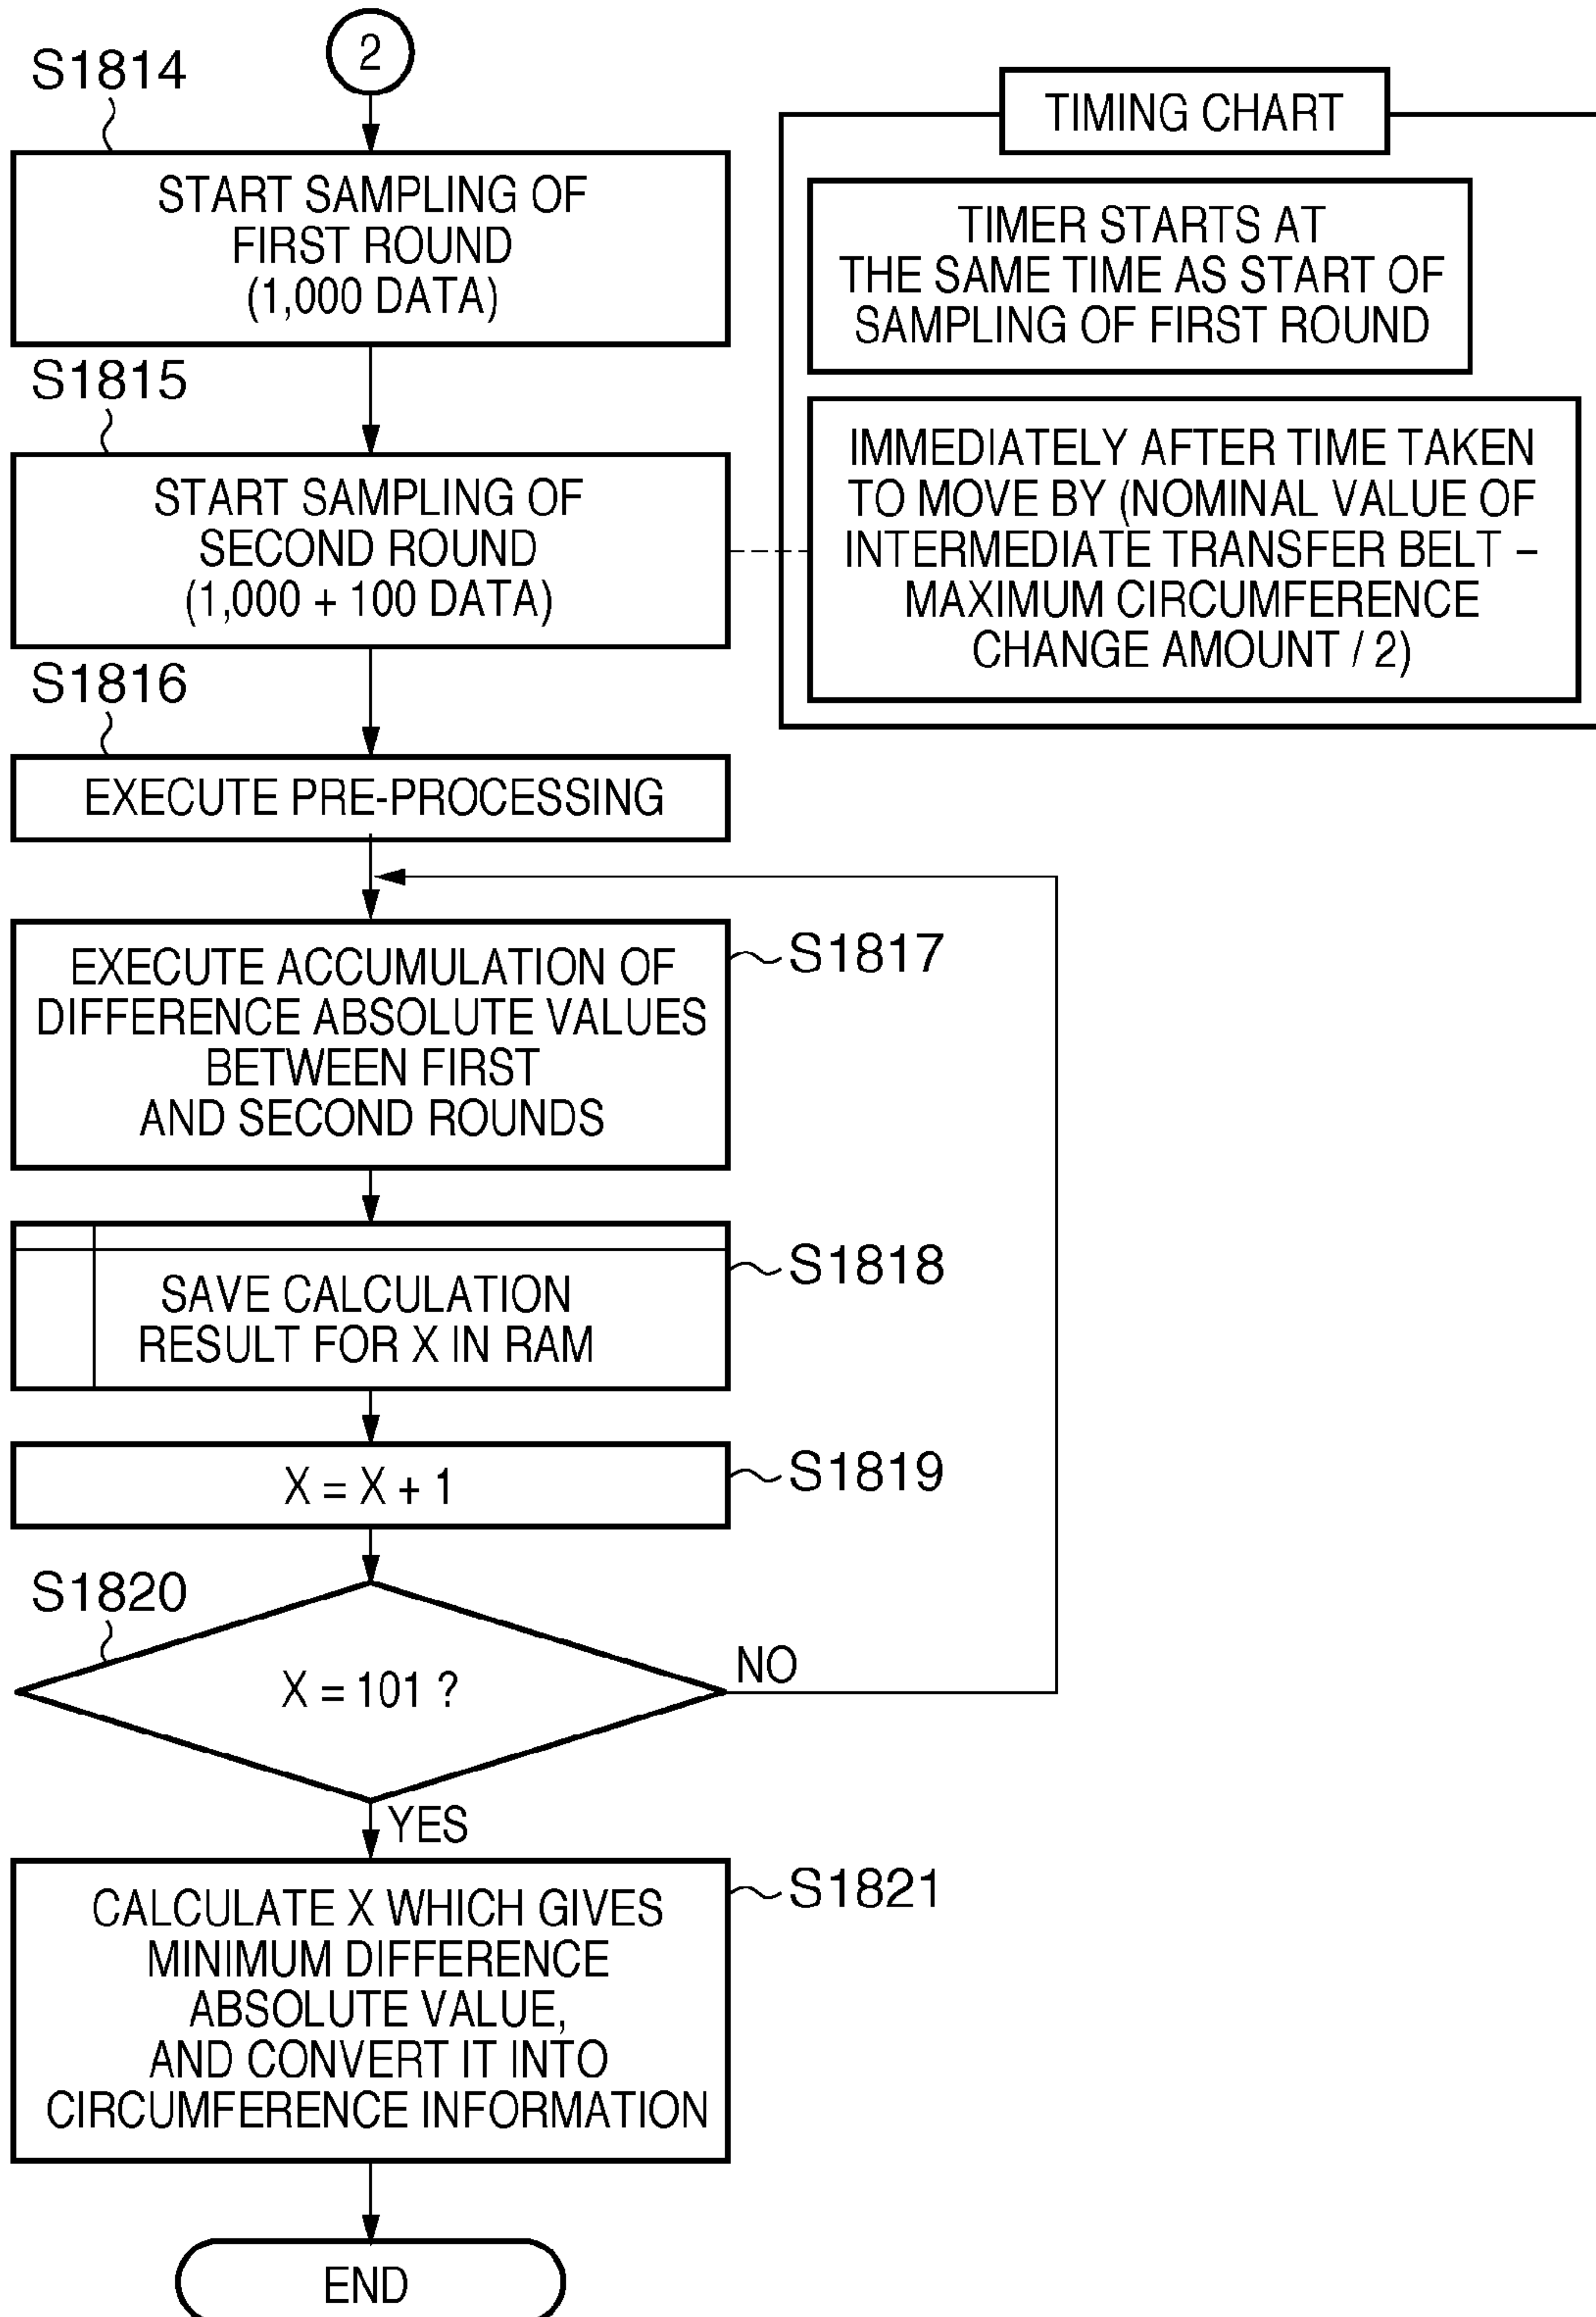 2
S1814
START SAMPLING OF
FIRST ROUND
(1,000 DATA)
TIMING CHART
TIMER STARTS AT
THE SAME TIME AS START OF
SAMPLING OF FIRST ROUND
S1815
START SAMPLING OF
SECOND ROUND
(1,000 + 100 DATA)
IMMEDIATELY AFTER TIME TAKEN
TO MOVE BY (NOMINAL VALUE OF
INTERMEDIATE TRANSFER BELT –
MAXIMUM CIRCUMFERENCE
CHANGE AMOUNT / 2)
S1816
EXECUTE PRE-PROCESSING
S1817
EXECUTE ACCUMULATION OF
DIFFERENCE ABSOLUTE VALUES
BETWEEN FIRST
AND SECOND ROUNDS
S1818
SAVE CALCULATION
RESULT FOR X IN RAM
S1819
X = X + 1
S1820
X = 101 ?
NO
YES
S1821
CALCULATE X WHICH GIVES
MINIMUM DIFFERENCE
ABSOLUTE VALUE,
AND CONVERT IT INTO
CIRCUMFERENCE INFORMATION
END